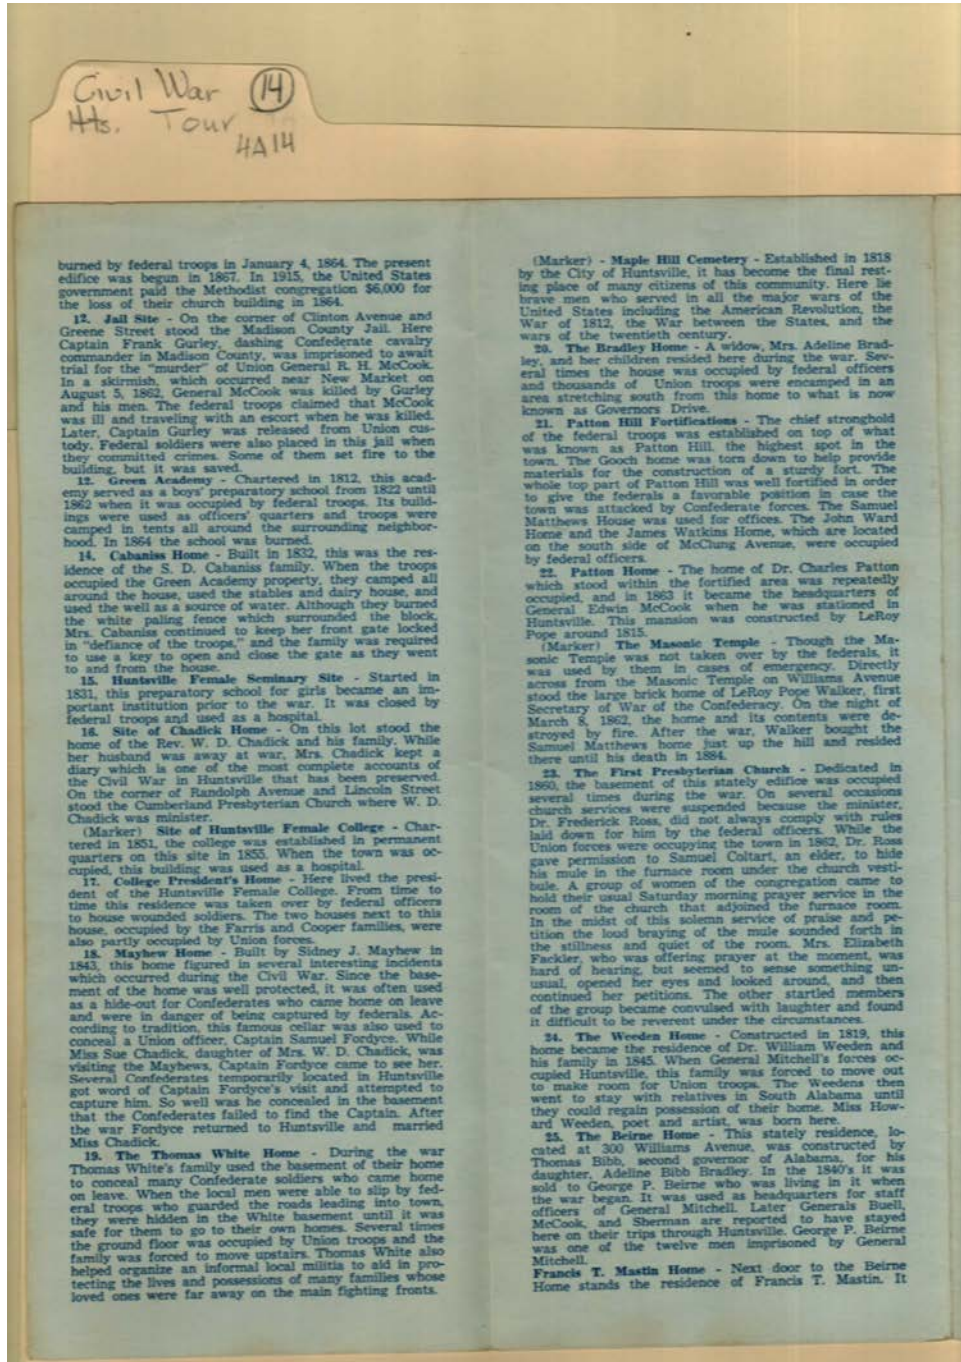 Civil War 14
Hts. Tour
4A14
burned by federal troops in January 4, 1864. The present
edifice was begun in 1867. In 1915, the United States
government paid the Methodist congregation $6,000 for
the loss of their church building in 1864.
12. Jail Site - On the corner of Clinton Avenue and
Greene Street stood the Madison County Jail. Here
Captain Frank Gurley, dashing Confederate cavalry
commander in Madison County, was imprisoned to await
trial for the "murder" of Union General R. H. McCook.
In a skirmish, which occurred near New Market on
August 5, 1862, General McCook was killed by Gurley
and his men. The federal troops claimed that McCook
was ill and traveling with an escort when he was killed.
Later, Captain Gurley was released from Union cus-
tody. Federal soldiers were also placed in this jail when
they committed crimes. Some of them set fire to the
building, but it was saved.
12. Green Academy - Chartered in 1812, this acad-
emy served as a boys' preparatory school from 1822 until
1862 when it was occupied by federal troops. Its build-
ings were used as officers' quarters and troops were
camped in tents all around the surrounding neighbor-
hood. In 1864 the school was burned.
14. Cabaniss Home - Built in 1832, this was the res-
idence of the S. D. Cabaniss family. When the troops
occupied the Green Academy property, they camped all
around the house, used the stables and dairy house, and
used the well as a source of water. Although they burned
the white paling fence which surrounded the block,
Mrs. Cabaniss continued to keep her front gate locked
in "defiance of the troops," and the family was required
to use a key to open and close the gate as they went
to and from the house.
15. Huntsville Female Seminary Site - Started in
1831, this preparatory school for girls became an im-
portant institution prior to the war. It was closed by
federal troops and used as a hospital.
16. Site of Chadick Home - On this lot stood the
home of the Rev. W. D. Chadick and his family. While
her husband was away at war, Mrs. Chadick kept a
diary which is one of the most complete accounts of
the Civil War in Huntsville that has been preserved.
On the corner of Randolph Avenue and Lincoln Street
stood the Cumberland Presbyterian Church where W. D.
Chadick was minister.
(Marker) Site of Huntsville Female College - Char-
tered in 1851, the college was established in permanent
quarters on this site in 1855. When the town was oc-
cupied, this building was used as a hospital.
17. College President's Home - Here lived the presi-
dent of the Huntsville Female College. From time to
time this residence was taken over by federal officers
to house wounded soldiers. The two houses next to this
house, occupied by the Farris and Cooper families, were
also partly occupied by Union forces.
18. Mayhew Home - Built by Sidney J. Mayhew in
1843, this home figured in several interesting incidents
which occurred during the Civil War. Since the base-
ment of the home was well protected, it was often used
as a hide-out for Confederates who came home on leave
and were in danger of being captured by federals. Ac-
cording to tradition, this famous cellar was also used to
conceal a Union officer, Captain Samuel Fordyce. While
Miss Sue Chadick, daughter of Mrs. W. D. Chadick, was
visiting the Mayhews, Captain Fordyce came to see her.
Several Confederates temporarily located in Huntsville
got word of Captain Fordyce's visit and attempted to
capture him. So well was he concealed in the basement
that the Confederates failed to find the Captain. After
the war Fordyce returned to Huntsville and married
Miss Chadick.
19. The Thomas White Home - During the war
Thomas White's family used the basement of their home
to conceal many Confederate soldiers who came home
on leave. When the local men were able to slip by fed-
eral troops who guarded the roads leading into town,
they were hidden in the White basement until it was
safe for them to go to their own homes. Several times
the ground floor was occupied by Union troops and the
family was forced to move upstairs. Thomas White also
helped organize an informal local militia to aid in pro-
tecting the lives and possessions of many families whose
loved ones were far away on the main fighting fronts.
(Marker) - Maple Hill Cemetery - Established in 1818
by the City of Huntsville, it has become the final rest-
ing place of many citizens of this community. Here lie
brave men who served in all the major wars of the
United States including the American Revolution, the
War of 1812, the War between the States, and the
wars of the twentieth century.
20. The Bradley Home - A widow, Mrs. Adeline Brad-
ley, and her children resided here during the war. Sev-
eral times the house was occupied by federal officers
and thousands of Union troops were encamped in an
area stretching south from this home to what is now
known as Governors Drive.
21. Patton Hill Fortifications - The chief stronghold
of the federal troops was established on top of what
was known as Patton Hill, the highest spot in the
town. The Gooch home was torn down to help provide
materials for the construction of a sturdy fort. The
whole top part of Patton Hill was well fortified in order
to give the federals a favorable position in case the
town was attacked by Confederate forces. The Samuel
Matthews House was used for offices. The John Ward
Home and the James Watkins Home, which are located
on the south side of McClung Avenue, were occupied
by federal officers.
22. Patton Home - The home of Dr. Charles Patton
which stood within the fortified area was repeatedly
occupied, and in 1863 it became the headquarters of
General Edwin McCook when he was stationed in
Huntsville. This mansion was constructed by LeRoy
Pope around 1815.
(Marker) The Masonic Temple - Though the Ma-
sonic Temple was not taken over by the federals, it
was used by them in cases of emergency. Directly
across from the Masonic Temple on Williams Avenue
stood the large brick home of LeRoy Pope Walker, first
Secretary of War of the Confederacy. On the night of
March 8, 1862, the home and its contents were de-
stroyed by fire. After the war, Walker bought the
Samuel Matthews home just up the hill and resided
there until his death in 1884.
23. The First Presbyterian Church - Dedicated in
1860, the basement of this stately edifice was occupied
several times during the war. On several occasions
church services were suspended because the minister,
Dr. Frederick Ross, did not always comply with rules
laid down for him by the federal officers. While the
Union forces were occupying the town in 1862, Dr. Ross
gave permission to Samuel Coltart, an elder, to hide
his mule in the furnace room under the church vesti-
bule. A group of women of the congregation came to
hold their usual Saturday morning prayer service in the
room of the church that adjoined the furnace room.
In the midst of this solemn service of praise and pe-
tition the loud braying of the mule sounded forth in
the stillness and quiet of the room. Mrs. Elizabeth
Fackler, who was offering prayer at the moment, was
hard of hearing, but seemed to sense something un-
usual, opened her eyes and looked around, and then
continued her petitions. The other startled members
of the group became convulsed with laughter and found
it difficult to be reverent under the circumstances.
24. The Weeden Home - Constructed in 1819, this
home became the residence of Dr. William Weeden and
his family in 1845. When General Mitchell's forces oc-
cupied Huntsville, this family was forced to move out
to make room for Union troops. The Weedens then
went to stay with relatives in South Alabama until
they could regain possession of their home. Miss How-
ard Weeden, poet and artist, was born here.
25. The Beirne Home - This stately residence, lo-
cated at 300 Williams Avenue, was constructed by
Thomas Bibb, second governor of Alabama, for his
daughter, Adeline Bibb Bradley. In the 1840's it was
sold to George P. Beirne who was living in it when
the war began. It was used as headquarters for staff
officers of General Mitchell. Later Generals Buell,
McCook, and Sherman are reported to have stayed
here on their trips through Huntsville. George P. Beirne
was one of the twelve men imprisoned by General
Mitchell.
Francis T. Mastin Home - Next door to the Beirne
Home stands the residence of Francis T. Mastin. It